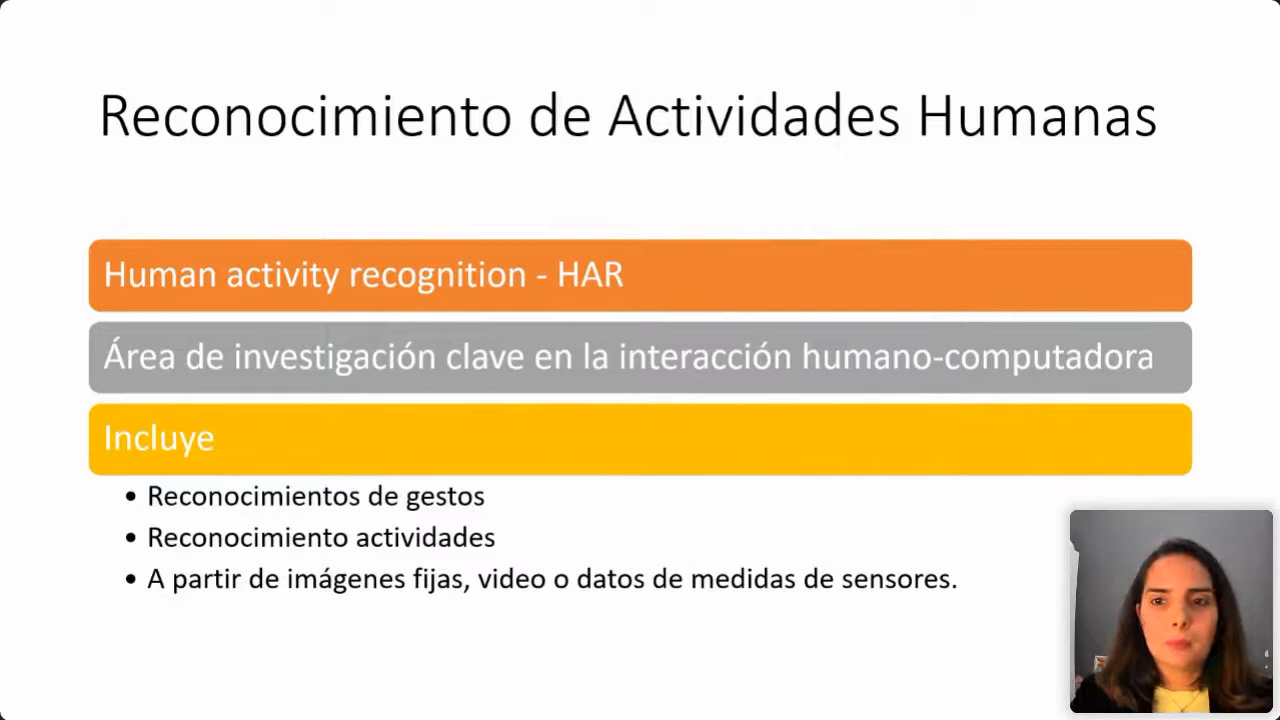 Reconocimiento de Actividades Humanas
Human activity recognition - HAR
Área de investigación clave en la interacción humano-computadora
Incluye
• Reconocimientos de gestos
• Reconocimiento actividades
• A partir de imágenes fijas, video o datos de medidas de sensores.